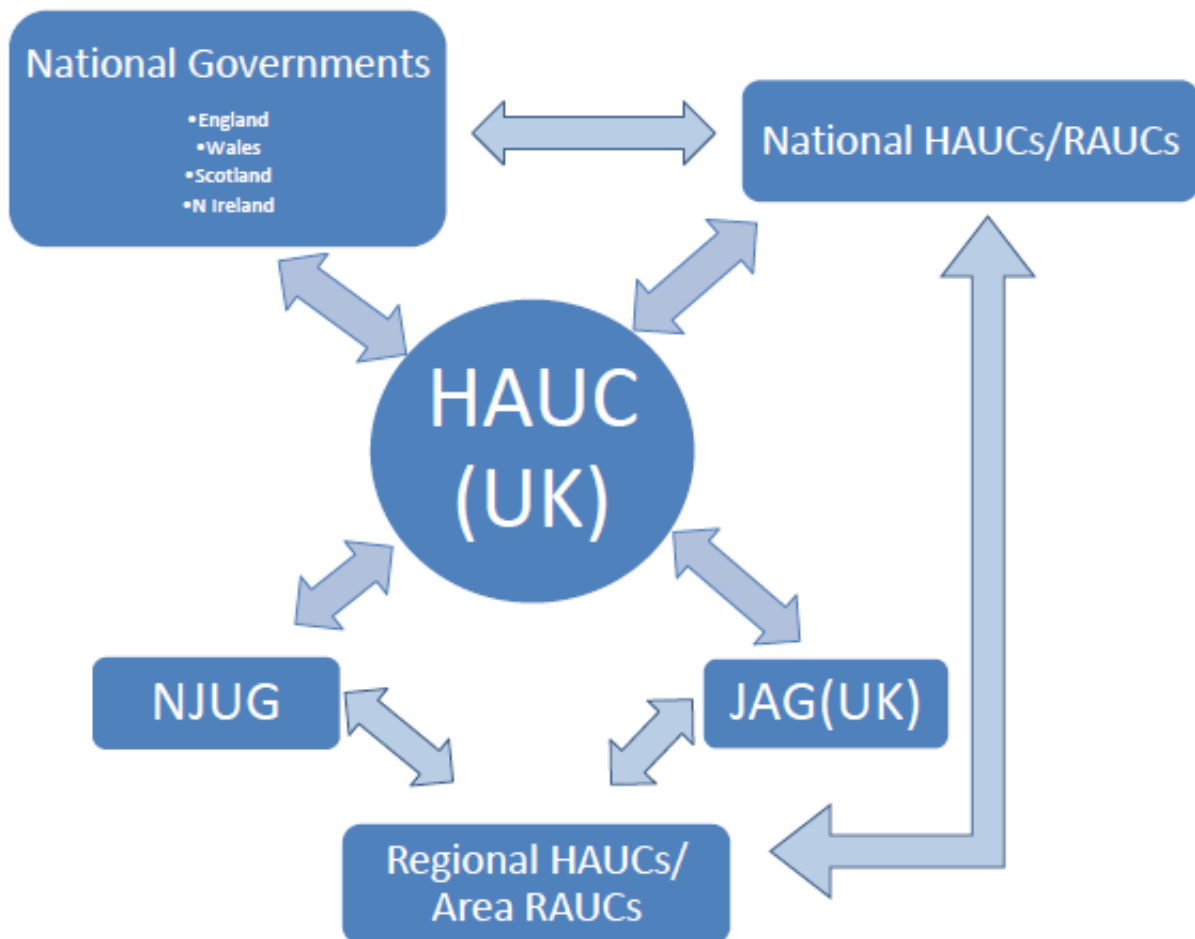 National Governments
•England
•Wales
•Scotland
•N Ireland
National HAUCs/RAUCs
HAUC
(UK)
NJUG
JAG(UK)
Regional HAUCs/
Area RAUCs